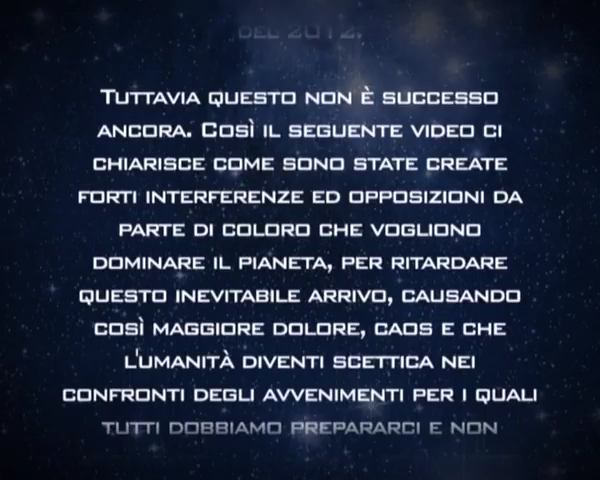 DEL 2012.
TUTTAVIA QUESTO NON È SUCCESSO
ANCORA. COSÌ IL SEGUENTE VIDEO CI
CHIARISCE COME SONO STATE CREATE
FORTI INTERFERENZE ED OPPOSIZIONI DA
PARTE DI COLORO CHE VOGLIONO
DOMINARE IL PIANETA, PER RITARDARE
QUESTO INEVITABILE ARRIVO, CAUSANDO
COSÌ MAGGIORE DOLORE, CAOS E CHE
L'UMANITÀ DIVENTI SCETTICA NEI
CONFRONTI DEGLI AVVENIMENTI PER I QUALI
TUTTI DOBBIAMO PREPARARCI E NON